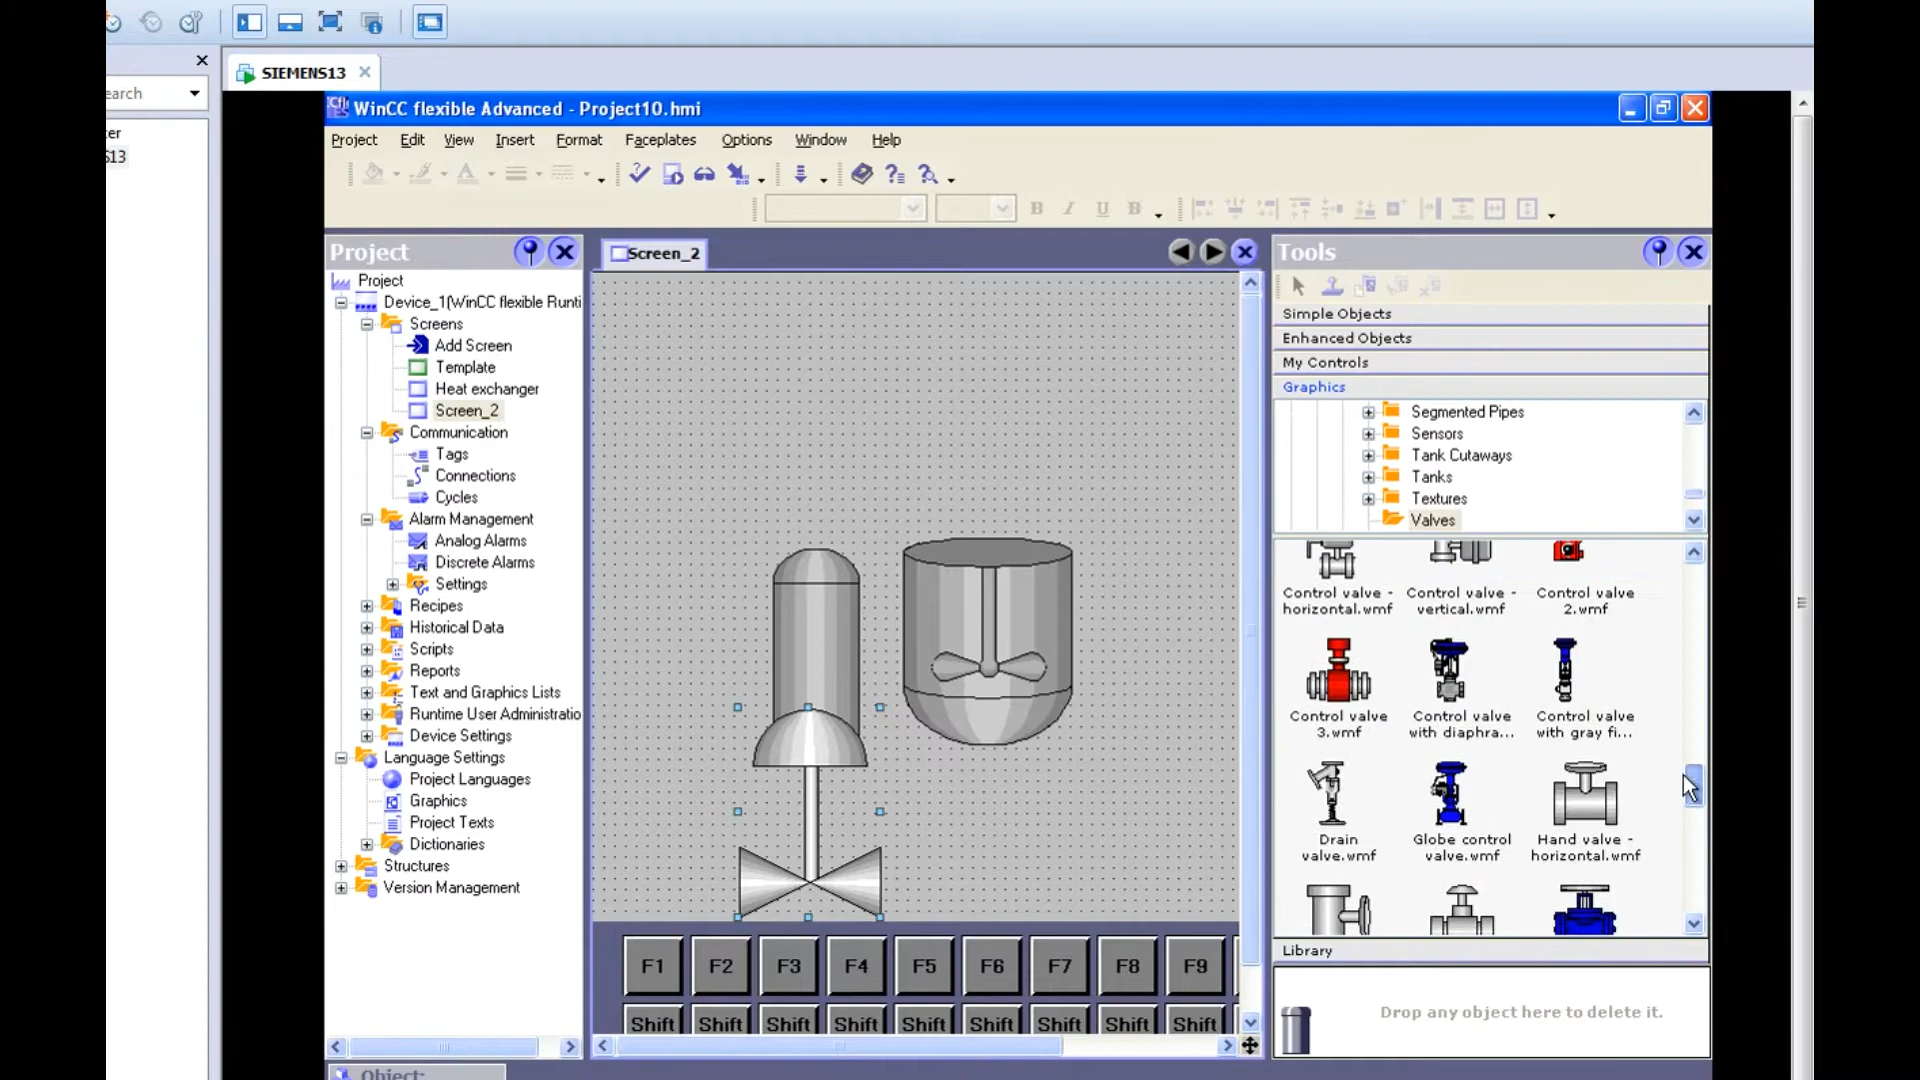 SIEMENS13
earch
ter
S13
WinCC flexible Advanced - Project10.hmi
Project Edit View Insert Format Faceplates Options Window Help
B I U B
Project
Project
Device_1(WinCC flexible Runti
Screens
Add Screen
Template
Heat exchanger
Screen_2
Communication
Tags
Connections
Cycles
Alarm Management
Analog Alarms
Discrete Alarms
Settings
Recipes
Historical Data
Scripts
Reports
Text and Graphics Lists
Runtime User Administratio
Device Settings
Language Settings
Project Languages
Graphics
Project Texts
Dictionaries
Structures
Version Management
Screen_2
F1 F2 F3 F4 F5 F6 F7 F8 F9
Shift Shift Shift Shift Shift Shift Shift Shift Shift
Tools
Simple Objects
Enhanced Objects
My Controls
Graphics
Segmented Pipes
Sensors
Tank Cutaways
Tanks
Textures
Valves
Control valve - Control valve - Control valve
horizontal.wmf vertical.wmf 2.wmf
Control valve Control valve Control valve
3.wmf with diaphra... with gray fi...
Drain Globe control Hand valve -
valve.wmf valve.wmf horizontal.wmf
Library
Drop any object here to delete it.
Object: